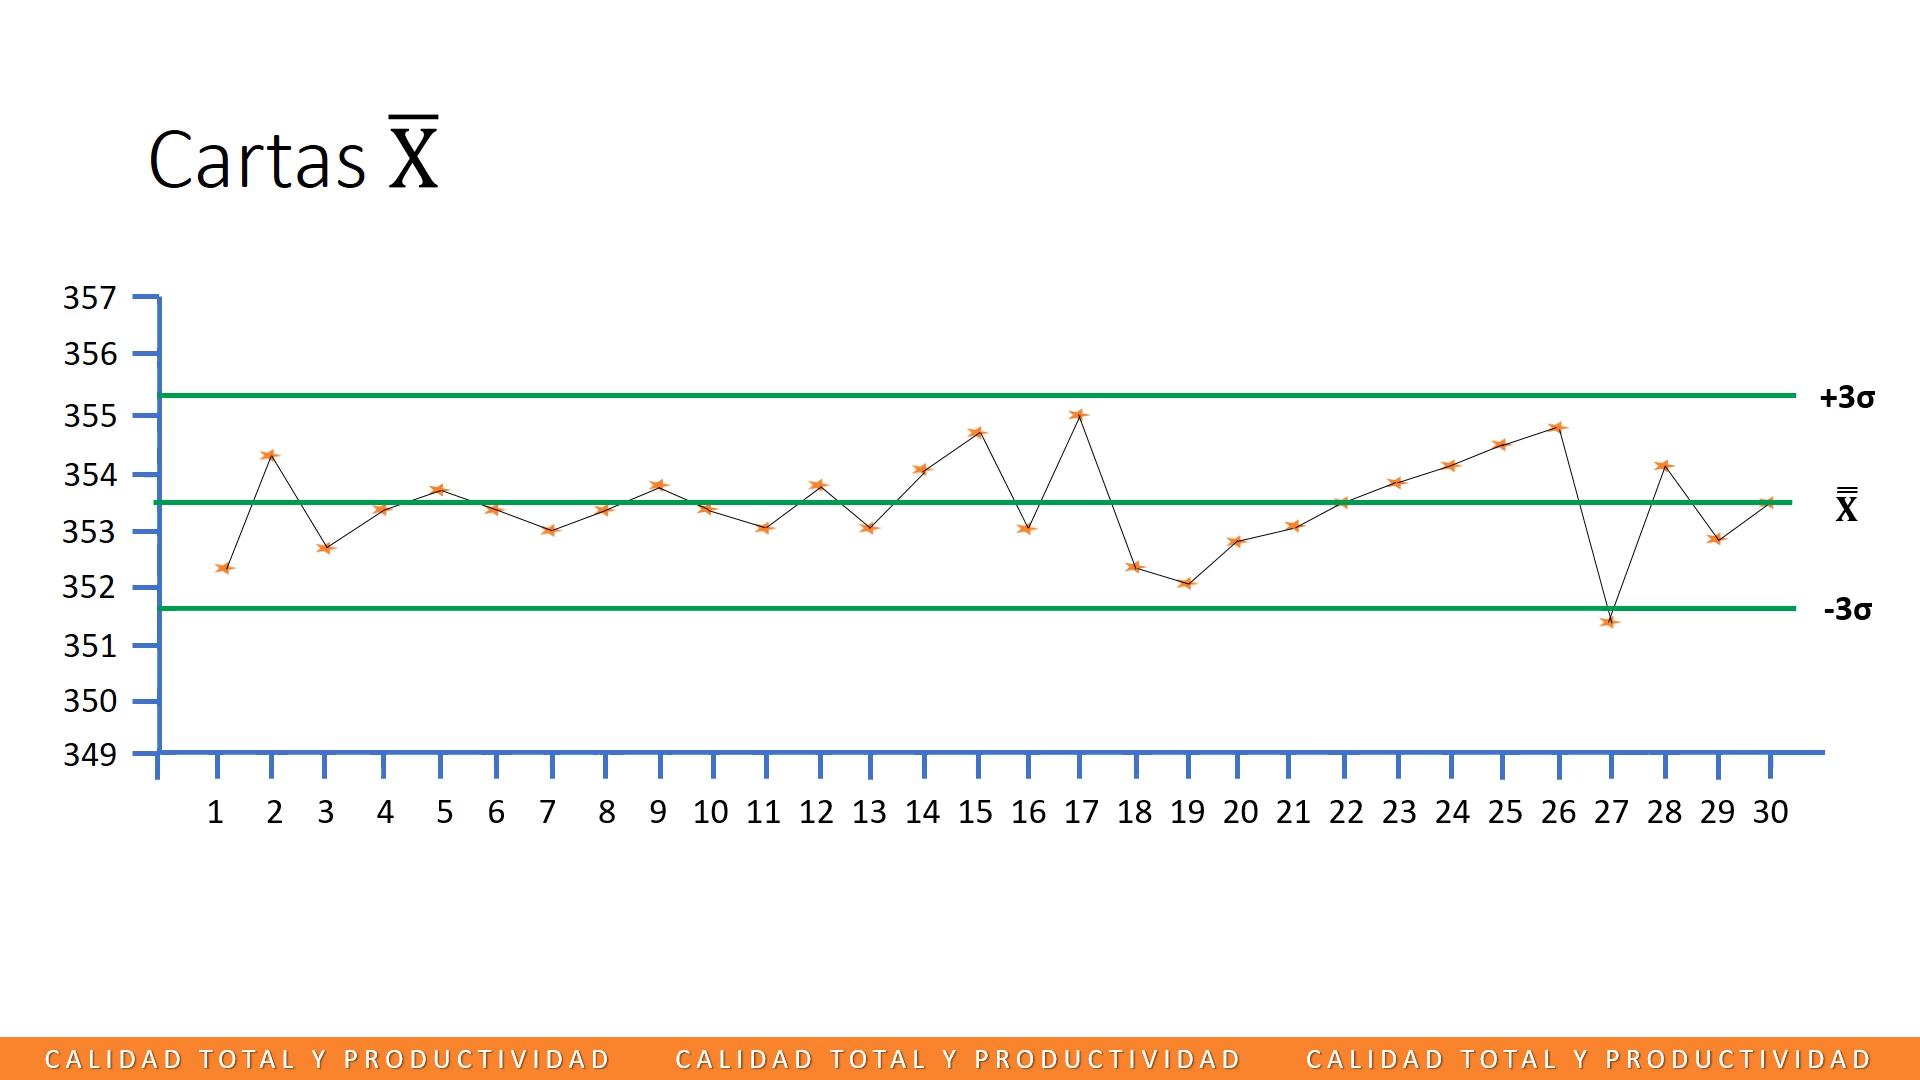 Cartas X̅
357
356
+3σ
355
354
X̿
353
352
-3σ
351
350
349
1 2 3 4 5 6 7 8 9 10 11 12 13 14 15 16 17 18 19 20 21 22 23 24 25 26 27 28 29 30
CALIDAD TOTAL Y PRODUCTIVIDAD CALIDAD TOTAL Y PRODUCTIVIDAD CALIDAD TOTAL Y PRODUCTIVIDAD